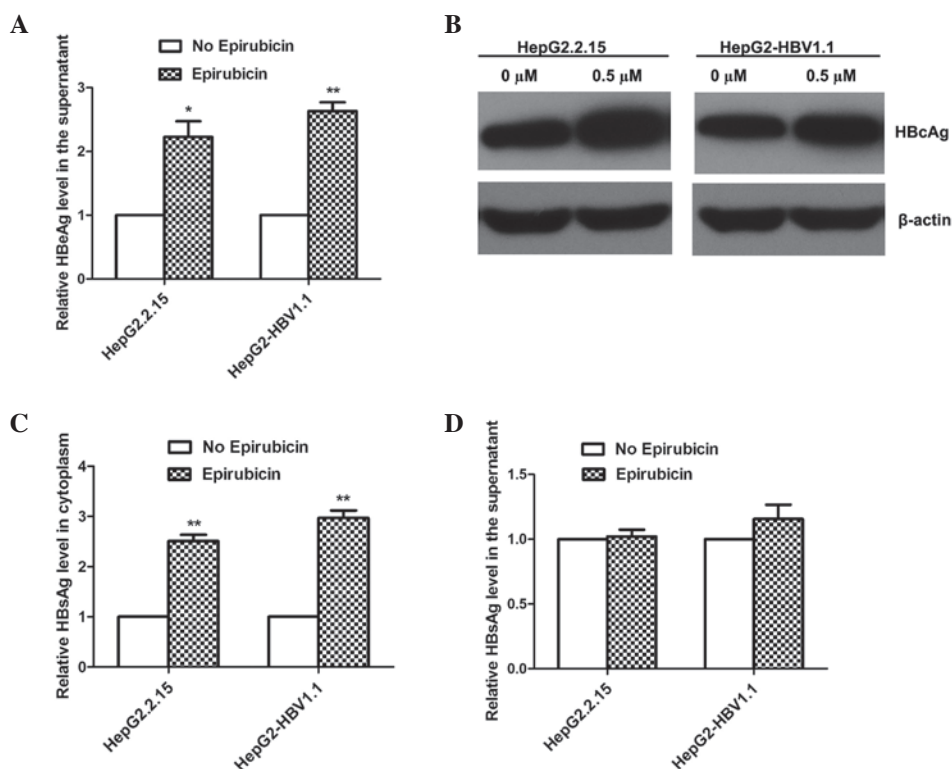 A
No Epirubicin
Epirubicin
Relative HBeAg level in the supernatant
3
2
1
0
*
**
HepG2.2.15
HepG2-HBV1.1
B
HepG2.2.15
HepG2-HBV1.1
0 µM
0.5 µM
0 µM
0.5 µM
HBcAg
β-actin
C
No Epirubicin
Epirubicin
Relative HBsAg level in cytoplasm
4
3
2
1
0
**
**
HepG2.2.15
HepG2-HBV1.1
D
No Epirubicin
Epirubicin
Relative HBsAg level in the supernatant
1.5
1.0
0.5
0.0
HepG2.2.15
HepG2-HBV1.1